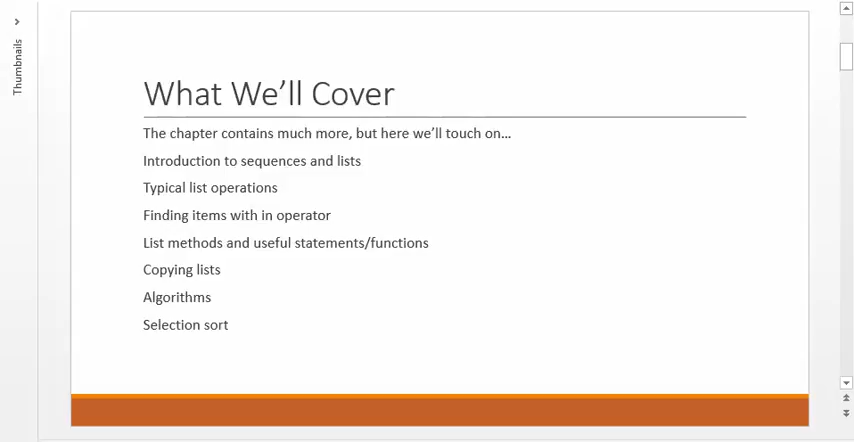 Thumbnails
What We’ll Cover
The chapter contains much more, but here we’ll touch on…
Introduction to sequences and lists
Typical list operations
Finding items with in operator
List methods and useful statements/functions
Copying lists
Algorithms
Selection sort